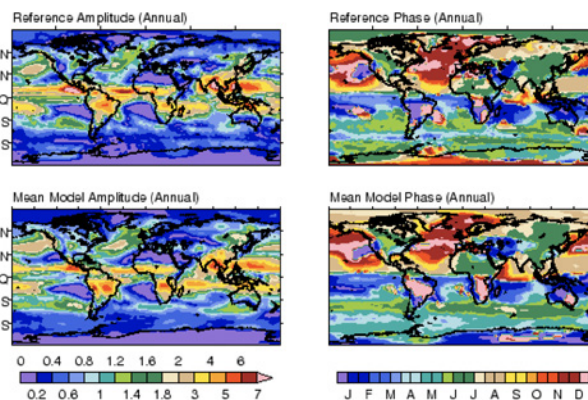 Reference Amplitude (Annual)
Reference Phase (Annual)
N
N
Q
S
S
Mean Model Amplitude (Annual)
Mean Model Phase (Annual)
N
N
Q
S
S
0 0.4 0.8 1.2 1.6 2 4 6
0.2 0.6 1 1.4 1.8 3 5 7
J F M A M J J A S O N D